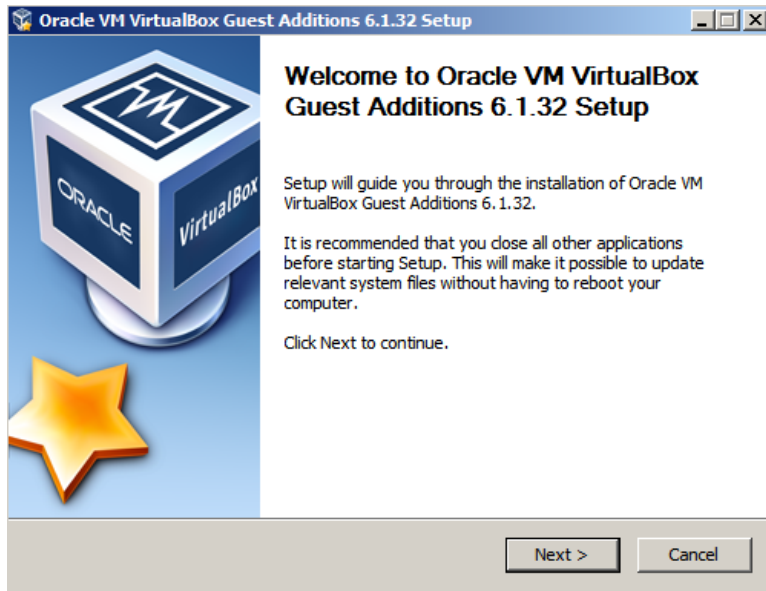 Oracle VM VirtualBox Guest Additions 6.1.32 Setup
ORACLE
VirtualBox
Welcome to Oracle VM VirtualBox
Guest Additions 6.1.32 Setup
Setup will guide you through the installation of Oracle VM
VirtualBox Guest Additions 6.1.32.
It is recommended that you close all other applications
before starting Setup. This will make it possible to update
relevant system files without having to reboot your
computer.
Click Next to continue.
Next >
Cancel